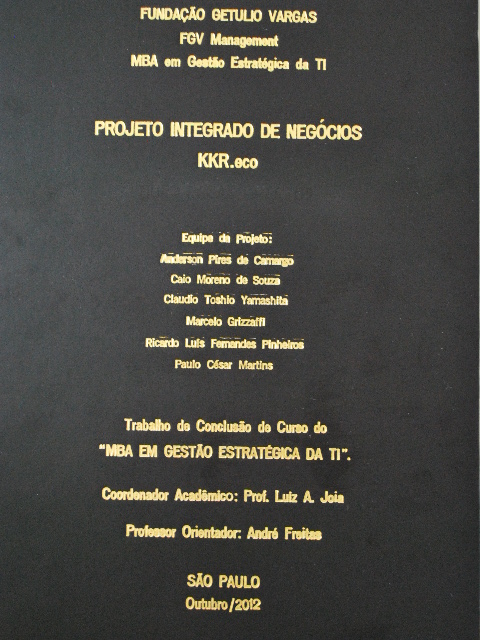 FUNDAÇÃO GETULIO VARGAS
FGV Management
MBA em Gestão Estratégica da TI
PROJETO INTEGRADO DE NEGÓCIOS
KKR.eco
Equipe de Projeto:
Anderson Pires de Camargo
Caio Moreno de Souza
Claudio Toshio Yamashita
Marcelo Grizzaffi
Ricardo Luís Fernandes Pinheiros
Paulo César Martins
Trabalho de Conclusão de Curso do
"MBA EM GESTÃO ESTRATÉGICA DA TI".
Coordenador Acadêmico: Prof. Luiz A. Joia
Professor Orientador: André Freitas
SÃO PAULO
Outubro/2012